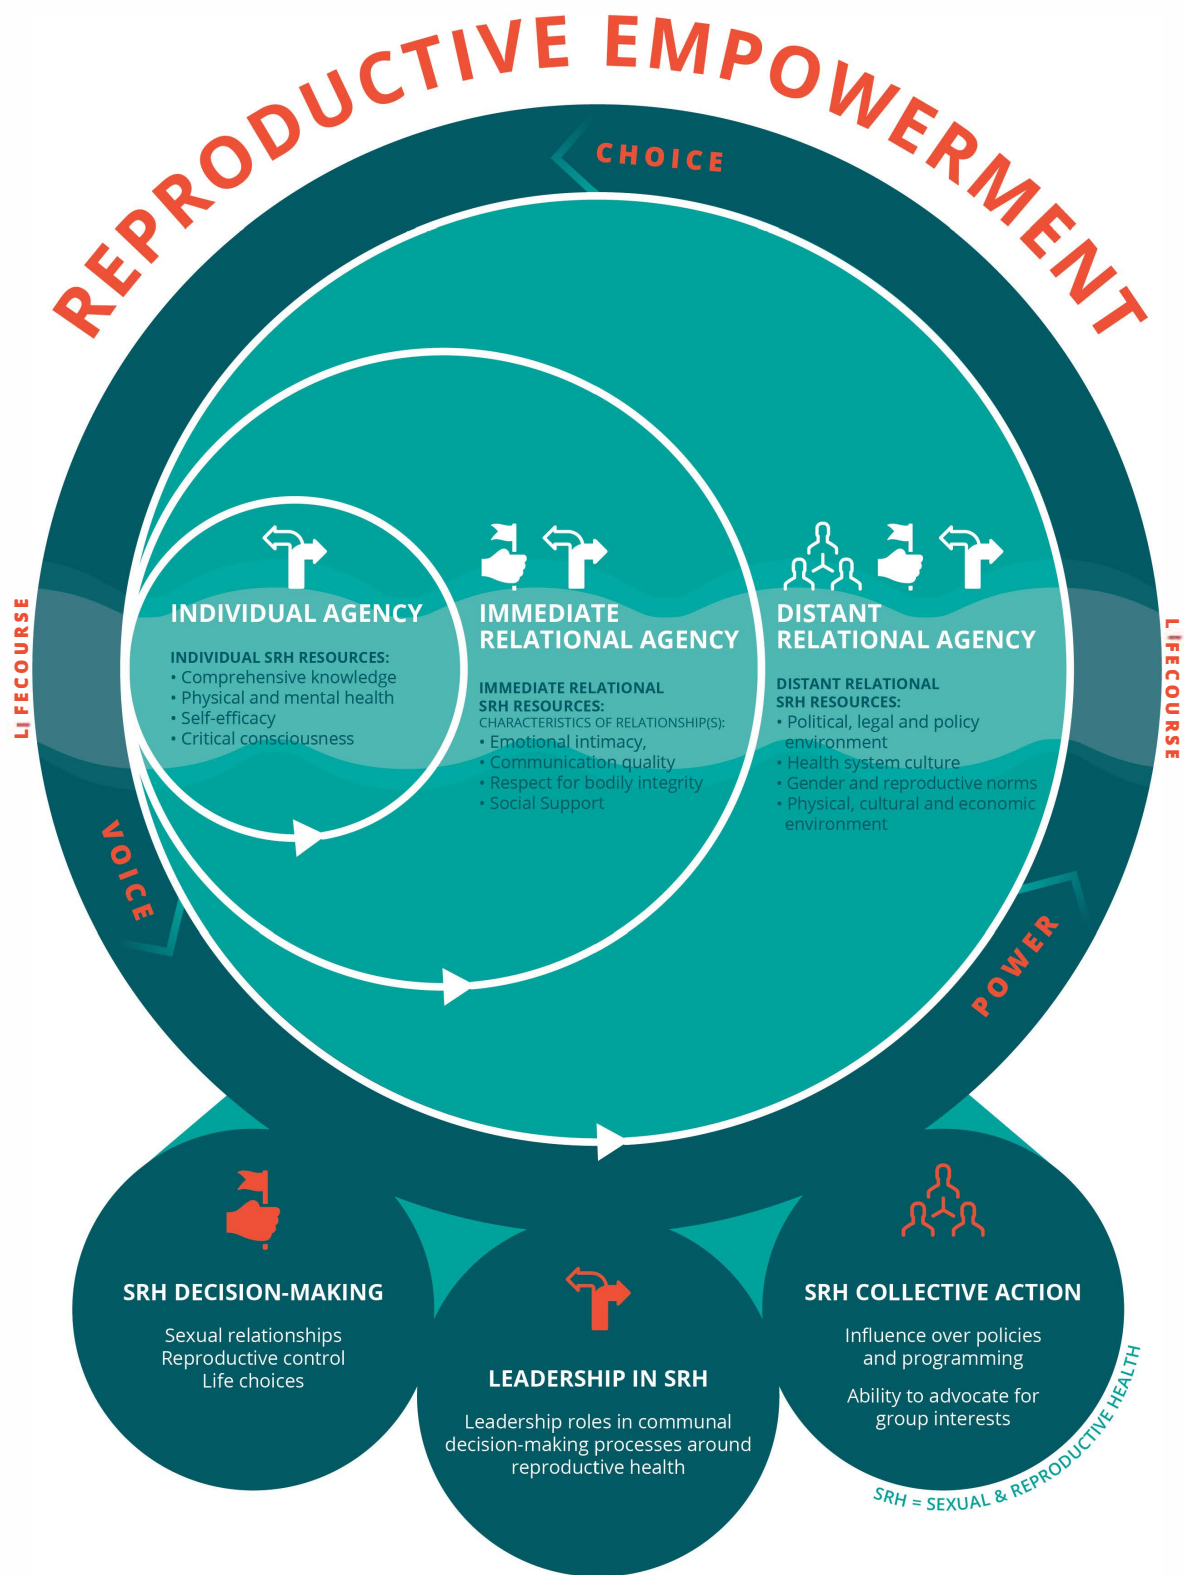 REPRODUCTIVE EMPOWERMENT
CHOICE
LIFECOURSE
LIFECOURSE
INDIVIDUAL AGENCY
INDIVIDUAL SRH RESOURCES:
• Comprehensive knowledge
• Physical and mental health
• Self-efficacy
• Critical consciousness
IMMEDIATE
RELATIONAL AGENCY
IMMEDIATE RELATIONAL
SRH RESOURCES:
CHARACTERISTICS OF RELATIONSHIP(S):
• Emotional intimacy,
• Communication quality
• Respect for bodily integrity
• Social Support
DISTANT
RELATIONAL AGENCY
DISTANT RELATIONAL
SRH RESOURCES:
• Political, legal and policy
environment
• Health system culture
• Gender and reproductive norms
• Physical, cultural and economic
environment
VOICE
POWER
SRH DECISION-MAKING
Sexual relationships
Reproductive control
Life choices
LEADERSHIP IN SRH
Leadership roles in communal
decision-making processes around
reproductive health
SRH COLLECTIVE ACTION
Influence over policies
and programming
Ability to advocate for
group interests
SRH = SEXUAL & REPRODUCTIVE HEALTH